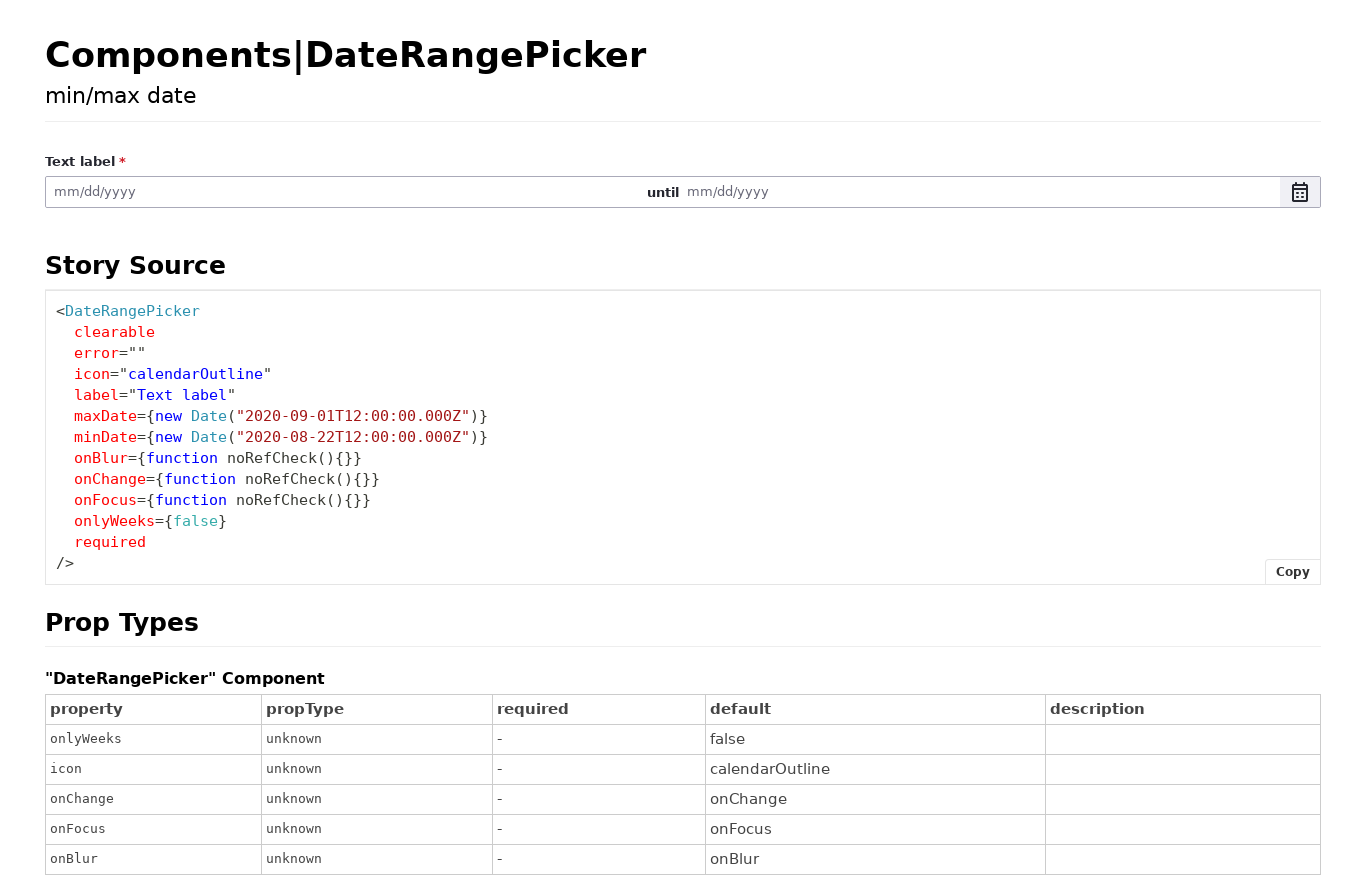 Components|DateRangePicker
min/max date
Text label *
mm/dd/yyyy until mm/dd/yyyy
Story Source
<DateRangePicker
  clearable
  error=""
  icon="calendarOutline"
  label="Text label"
  maxDate={new Date("2020-09-01T12:00:00.000Z")}
  minDate={new Date("2020-08-22T12:00:00.000Z")}
  onBlur={function noRefCheck(){}}
  onChange={function noRefCheck(){}}
  onFocus={function noRefCheck(){}}
  onlyWeeks={false}
  required
/>
Copy
Prop Types
"DateRangePicker" Component
property propType required default description
onlyWeeks unknown - false
icon unknown - calendarOutline
onChange unknown - onChange
onFocus unknown - onFocus
onBlur unknown - onBlur